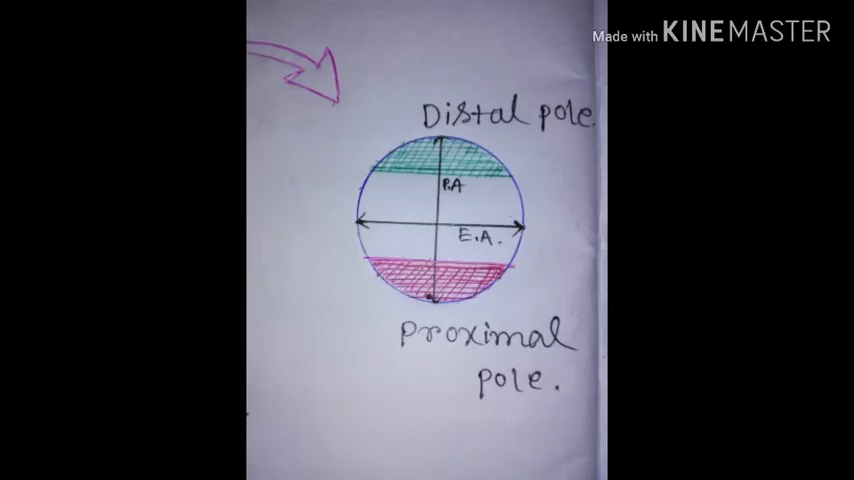 Made with KINEMASTER
Distal pole.
P.A
E.A.
Proximal
pole.